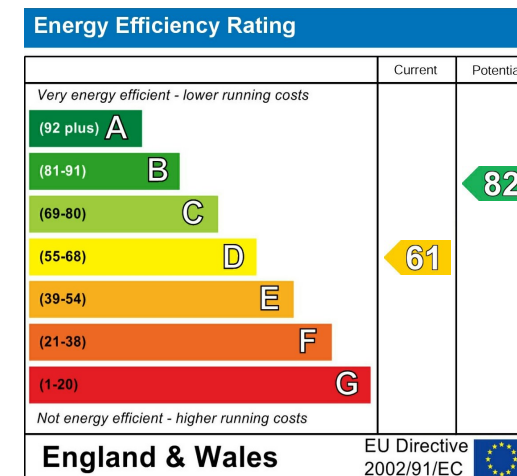 Energy Efficiency Rating
Current Potentia
Very energy efficient - lower running costs
(92 plus) A
(81-91) B
82
(69-80) C
(55-68) D
61
(39-54) E
(21-38) F
(1-20) G
Not energy efficient - higher running costs
England & Wales
EU Directive
2002/91/EC